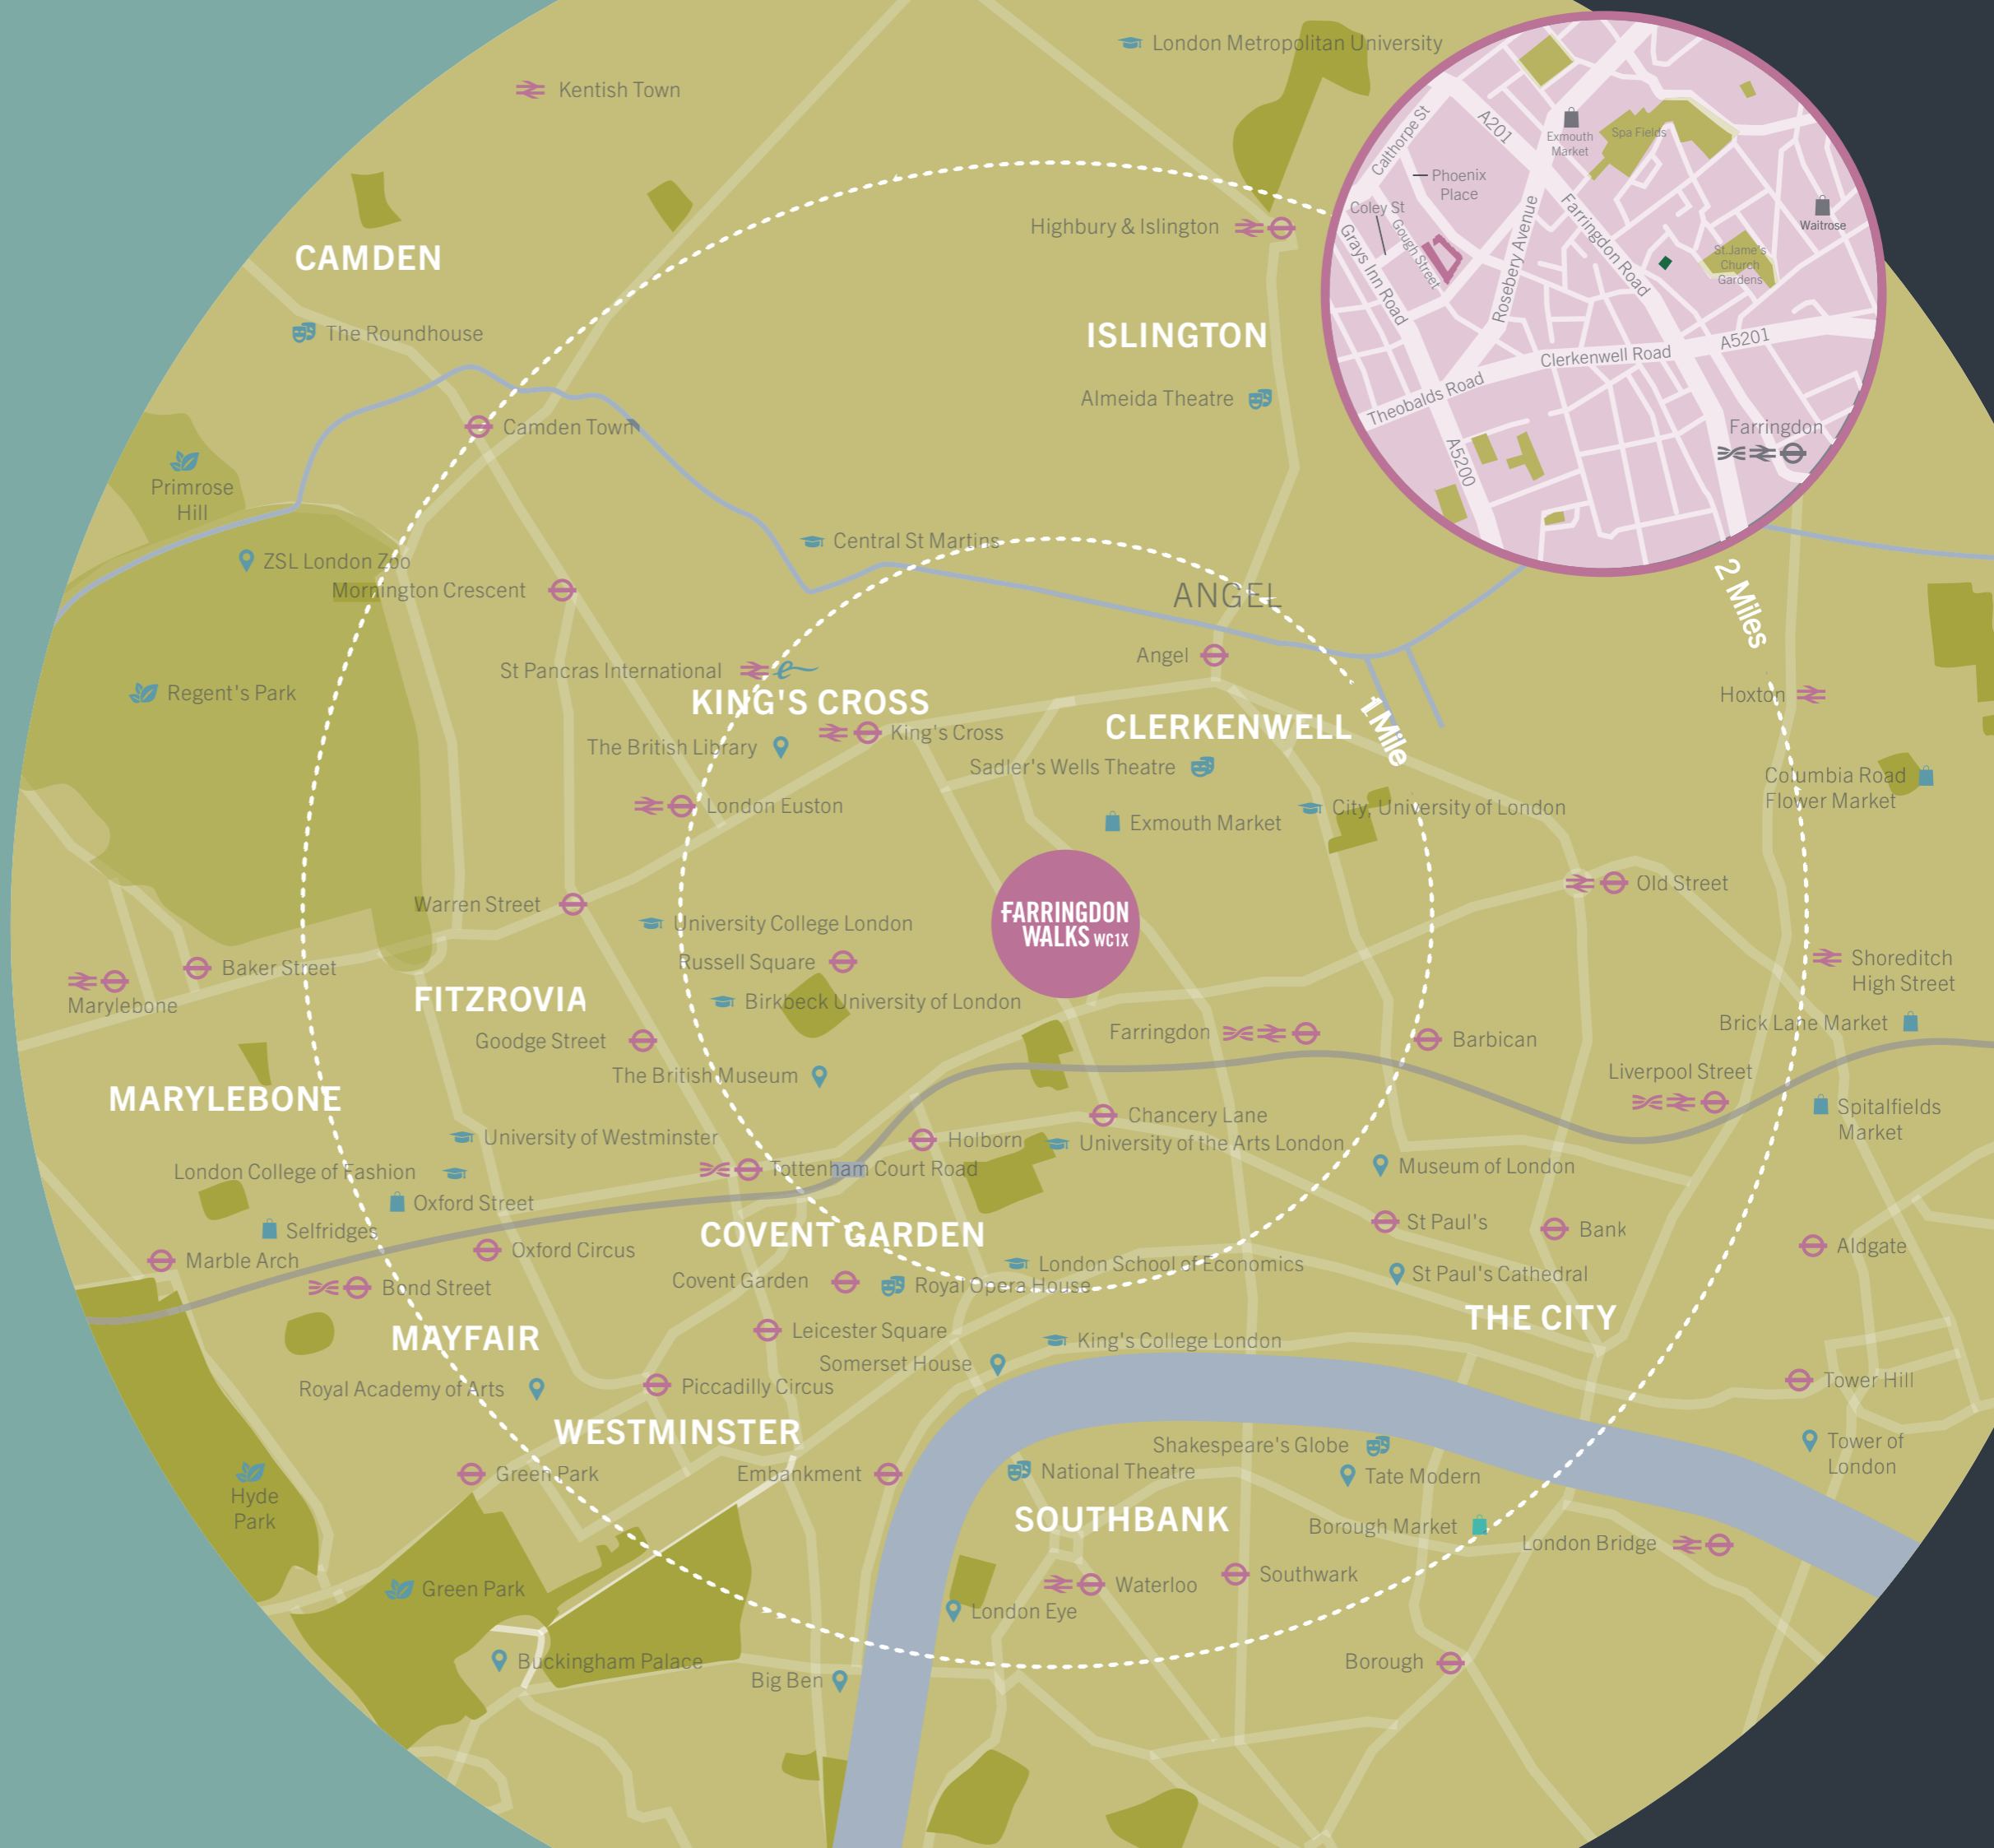 London Metropolitan University
Kentish Town
CAMDEN
Highbury & Islington
The Roundhouse
ISLINGTON
Almeida Theatre
Camden Town
Primrose
Hill
Central St Martins
ZSL London Zoo
Mornington Crescent
ANGEL
Angel
St Pancras International
Regent's Park
KING'S CROSS
King's Cross
The British Library
CLERKENWELL
1 Mile
2 Miles
Sadler's Wells Theatre
Hoxton
Columbia Road
Flower Market
London Euston
Exmouth Market
City, University of London
Old Street
Warren Street
University College London
FARRINGDON
WALKS WC1X
Russell Square
Baker Street
Marylebone
FITZROVIA
Birkbeck University of London
Shoreditch
High Street
Brick Lane Market
Goodge Street
Farringdon
Barbican
The British Museum
Liverpool Street
MARYLEBONE
Chancery Lane
Spitalfields
Market
University of Westminster
Holborn
University of the Arts London
London College of Fashion
Tottenham Court Road
Museum of London
Oxford Street
Selfridges
COVENT GARDEN
St Paul's
Bank
Marble Arch
Oxford Circus
Aldgate
Bond Street
Covent Garden
Royal Opera House
London School of Economics
St Paul's Cathedral
MAYFAIR
Leicester Square
THE CITY
King's College London
Somerset House
Royal Academy of Arts
Piccadilly Circus
Tower Hill
WESTMINSTER
Shakespeare's Globe
Tower of
London
Green Park
Embankment
National Theatre
Tate Modern
Hyde
Park
SOUTHBANK
Borough Market
London Bridge
Green Park
Waterloo
Southwark
London Eye
Buckingham Palace
Big Ben
Borough
Calthorpe St
A201
Exmouth
Market
Spa Fields
Phoenix
Place
Coley St
Gough Street
Grays Inn Road
Rosebery Avenue
Farringdon Road
Waitrose
St.Jame's
Church
Gardens
A5201
Clerkenwell Road
Theobalds Road
A5200
Farringdon